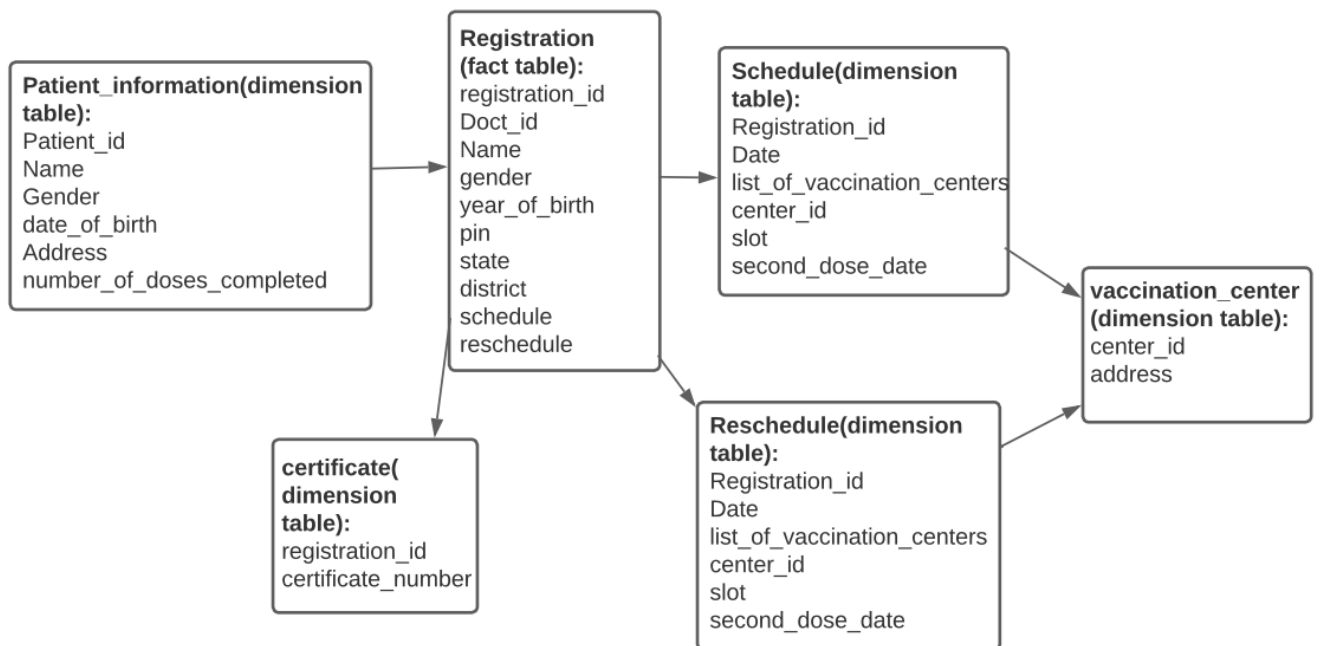 Patient_information(dimension
table):
Patient_id
Name
Gender
date_of_birth
Address
number_of_doses_completed
Registration
(fact table):
registration_id
Doct_id
Name
gender
year_of_birth
pin
state
district
schedule
reschedule
Schedule(dimension
table):
Registration_id
Date
list_of_vaccination_centers
center_id
slot
second_dose_date
vaccination_center
(dimension table):
center_id
address
certificate(
dimension
table):
registration_id
certificate_number
Reschedule(dimension
table):
Registration_id
Date
list_of_vaccination_centers
center_id
slot
second_dose_date